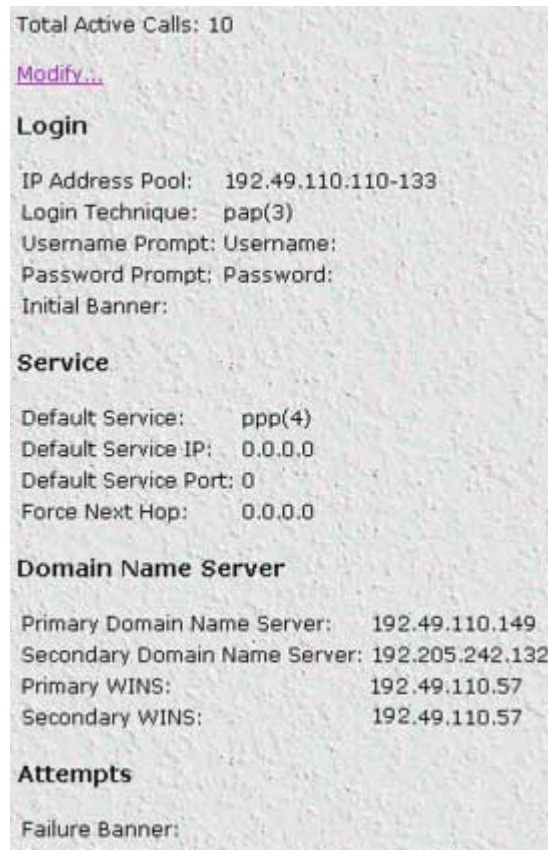 Total Active Calls: 10
Modify...
Login
IP Address Pool: 192.49.110.110-133
Login Technique: pap(3)
Username Prompt: Username:
Password Prompt: Password:
Initial Banner:
Service
Default Service: ppp(4)
Default Service IP: 0.0.0.0
Default Service Port: 0
Force Next Hop: 0.0.0.0
Domain Name Server
Primary Domain Name Server: 192.49.110.149
Secondary Domain Name Server: 192.205.242.132
Primary WINS: 192.49.110.57
Secondary WINS: 192.49.110.57
Attempts
Failure Banner: